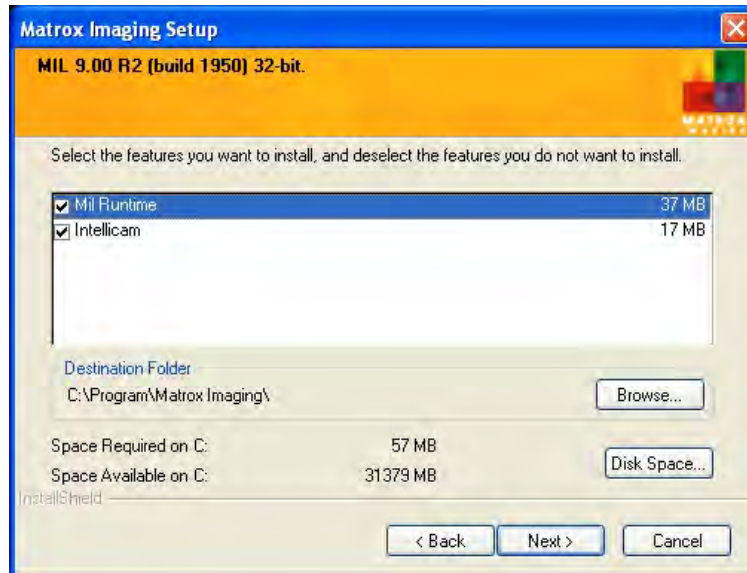 Matrox Imaging Setup
MIL 9.00 R2 (build 1950) 32-bit.
MATROX
IMAGING
Select the features you want to install, and deselect the features you do not want to install.
Mil Runtime 37 MB
Intellicam 17 MB
Destination Folder
C:\Program\Matrox Imaging\
Browse...
Space Required on C: 57 MB
Space Available on C: 31379 MB
Disk Space...
InstallShield
< Back Next > Cancel